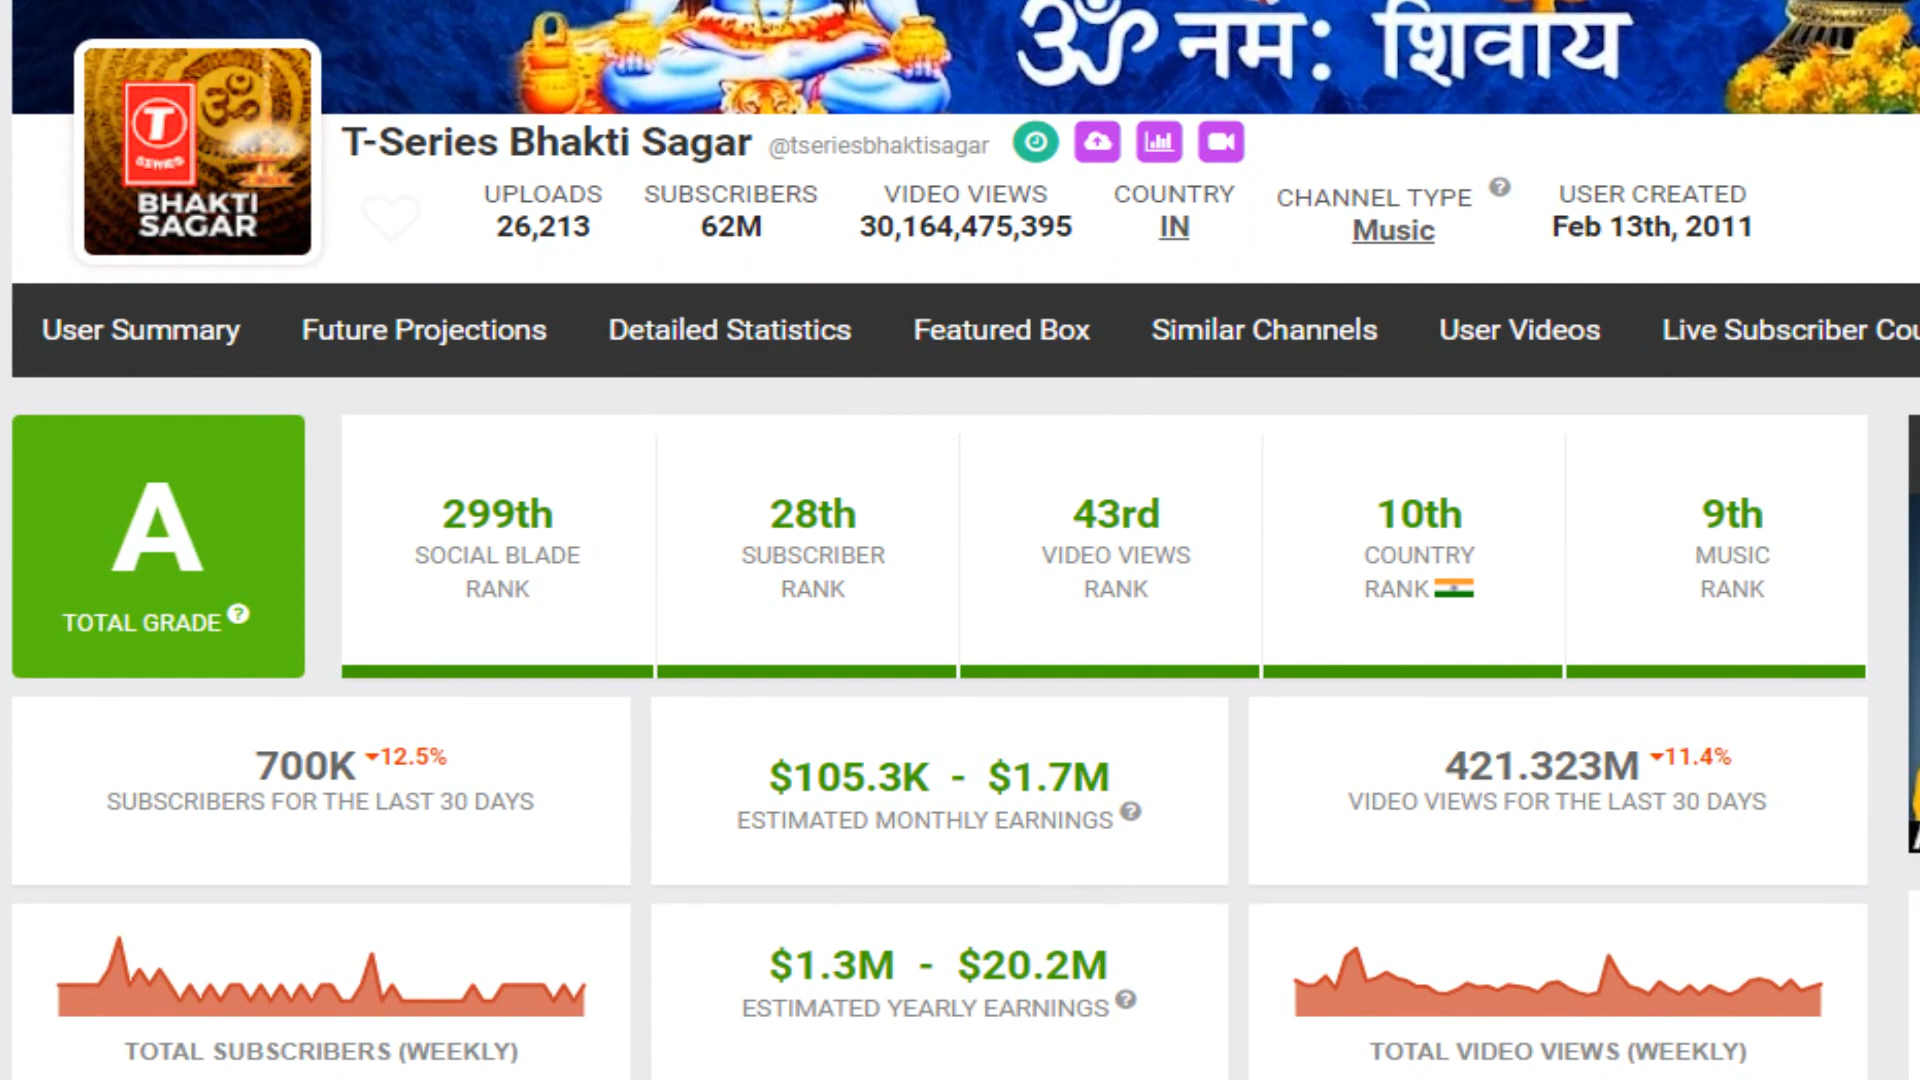 ॐ नमः शिवाय
T
SERIES
BHAKTI
SAGAR
T-Series Bhakti Sagar @tseriesbhaktisagar
UPLOADS SUBSCRIBERS VIDEO VIEWS COUNTRY CHANNEL TYPE ? USER CREATED
26,213 62M 30,164,475,395 IN Music Feb 13th, 2011
User Summary Future Projections Detailed Statistics Featured Box Similar Channels User Videos Live Subscriber Cou
A
TOTAL GRADE ?
299th 28th 43rd 10th 9th
SOCIAL BLADE SUBSCRIBER VIDEO VIEWS COUNTRY MUSIC
RANK RANK RANK RANK RANK
700K 12.5%
SUBSCRIBERS FOR THE LAST 30 DAYS
$105.3K - $1.7M
ESTIMATED MONTHLY EARNINGS ?
421.323M 11.4%
VIDEO VIEWS FOR THE LAST 30 DAYS
$1.3M - $20.2M
ESTIMATED YEARLY EARNINGS ?
TOTAL SUBSCRIBERS (WEEKLY)
TOTAL VIDEO VIEWS (WEEKLY)